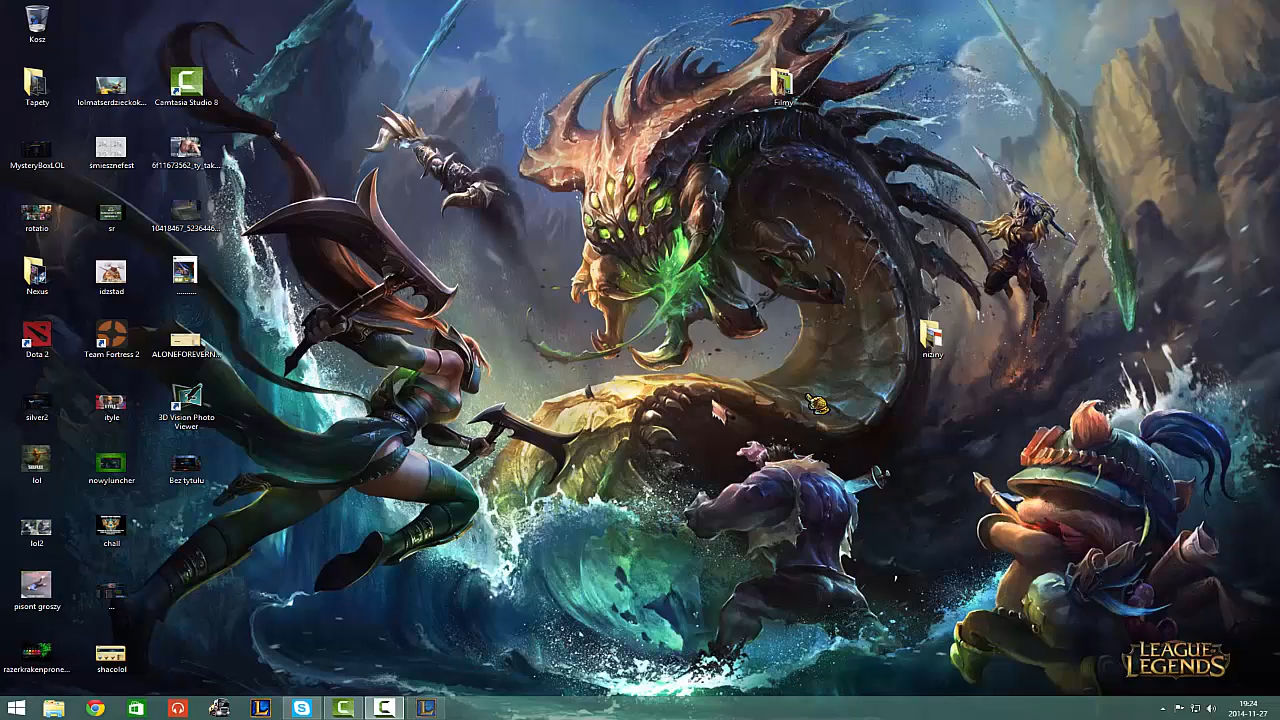 Kosz
Tapety
lolmatserdzieckok...
Camtasia Studio 8
Filmy
MysteryBoxLOL
smiesznefest
6f11673562_ty_tak...
rotatio
sr
10418467_5236446...
Nexus
idzstad
.........
Dota 2
Team Fortress 2
ALONEFOREVERN...
niziny
silver2
ityle
3D Vision Photo
Viewer
lol
nowyluncher
Bez tytułu
lol2
chall
pisont groszy
...
razerkrakenprone...
shacolol
LEAGUE OF
LEGENDS
19:24
2014-11-27